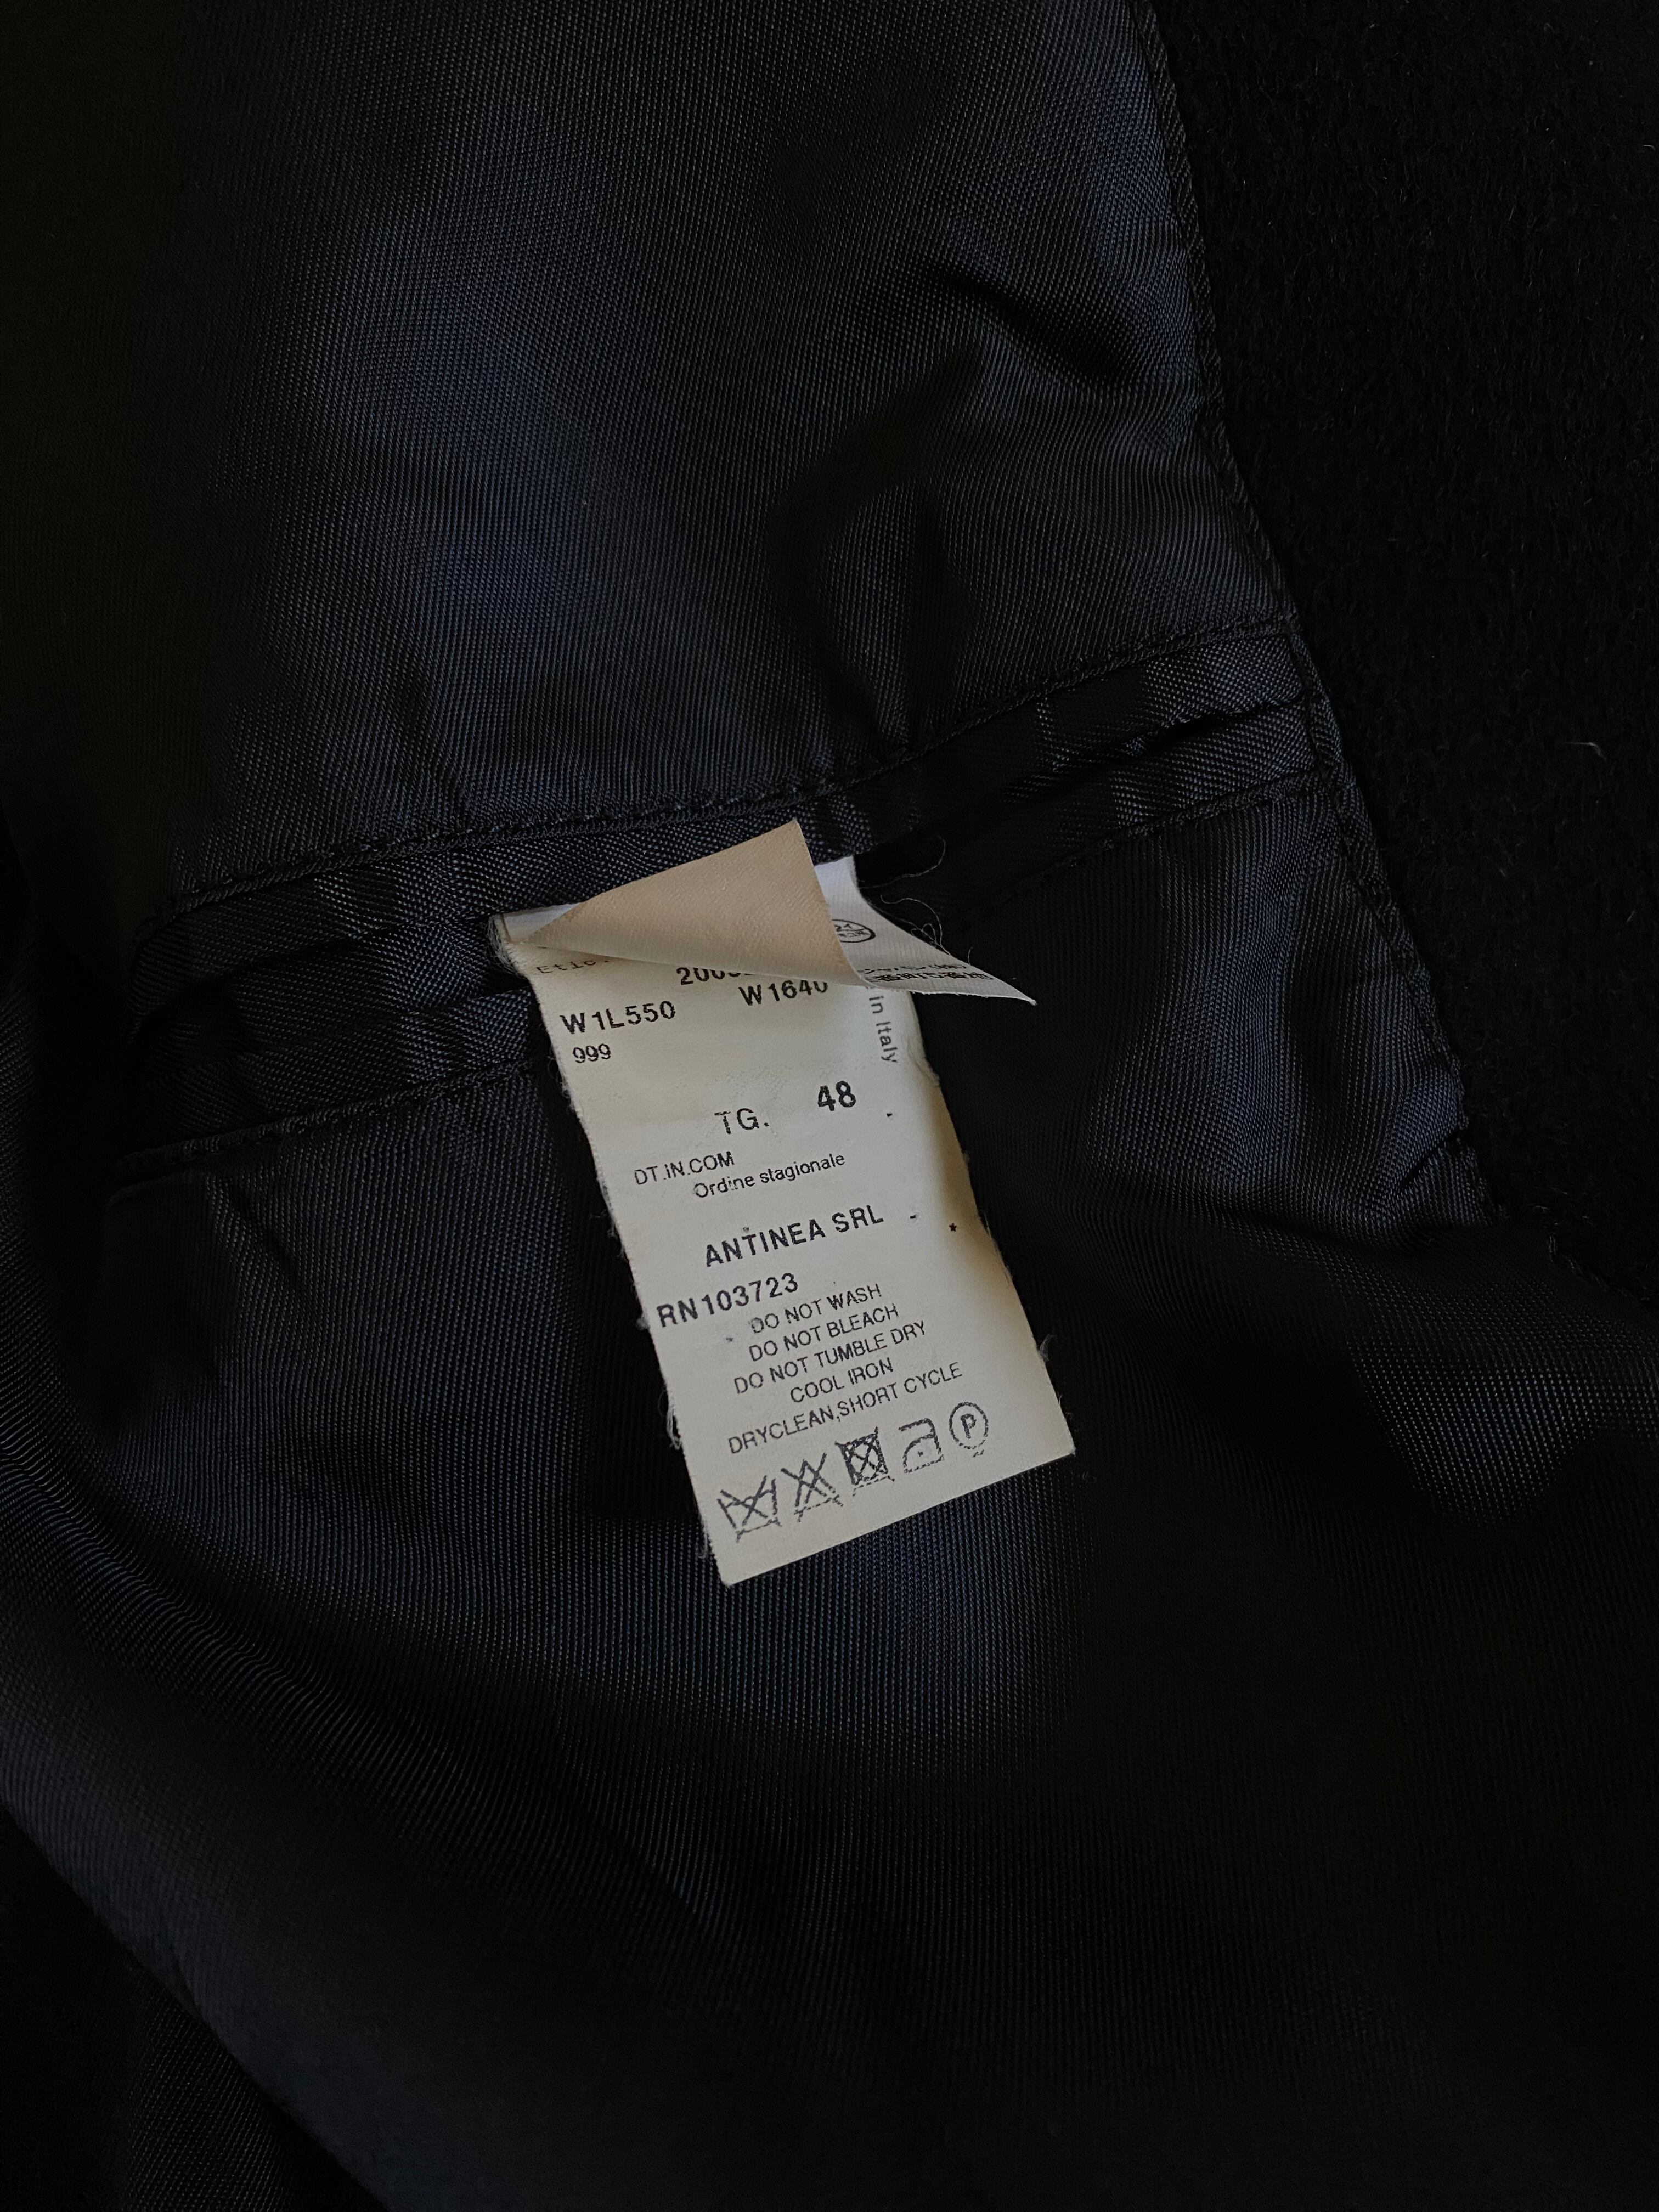 W1L550 W1640
999
in Italy
TG. 48
DT.IN.COM
Ordine stagionale
ANTINEA SRL
RN103723
DO NOT WASH
DO NOT BLEACH
DO NOT TUMBLE DRY
COOL IRON
DRYCLEAN,SHORT CYCLE
P